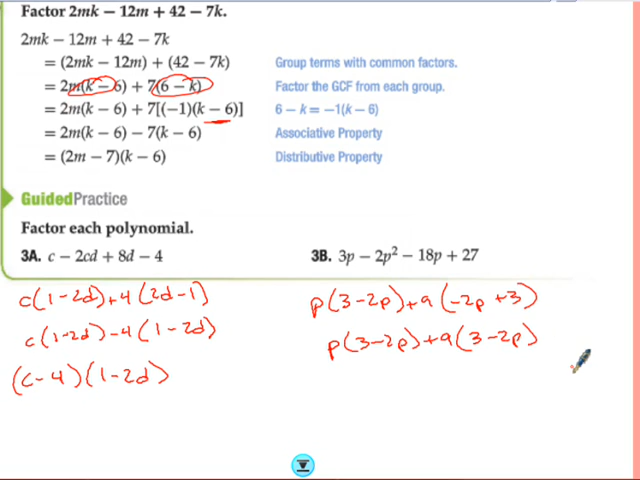 Factor 2mk − 12m + 42 − 7k.
2mk − 12m + 42 − 7k
= (2mk − 12m) + (42 − 7k) Group terms with common factors.
= 2m(k − 6) + 7(6 − k) Factor the GCF from each group.
= 2m(k − 6) + 7[(−1)(k − 6)] 6 − k = −1(k − 6)
= 2m(k − 6) − 7(k − 6) Associative Property
= (2m − 7)(k − 6) Distributive Property
GuidedPractice
Factor each polynomial.
3A. c − 2cd + 8d − 4 3B. 3p − 2p² − 18p + 27
c(1−2d)+4(2d−1) p(3−2p)+9(−2p+3)
c(1−2d)−4(1−2d) p(3−2p)+9(3−2p)
(c−4)(1−2d)